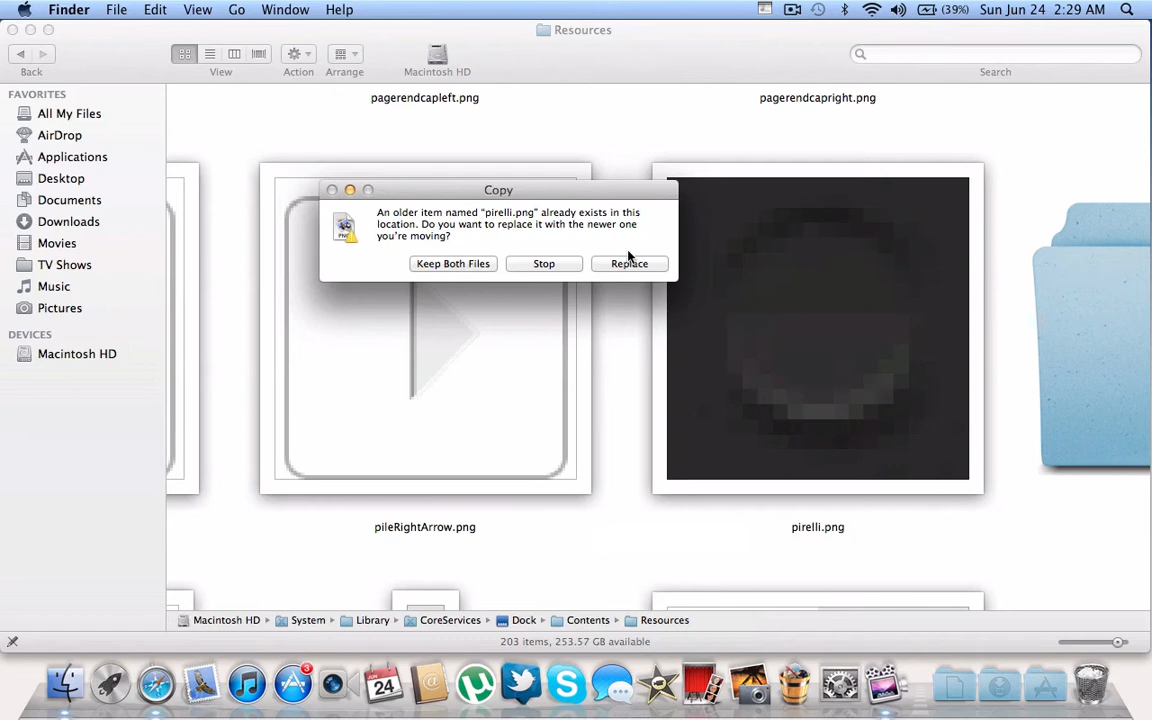 Finder File Edit View Go Window Help (39%) Sun Jun 24 2:29 AM
Resources
Back View Action Arrange Macintosh HD Search
FAVORITES
All My Files
AirDrop
Applications
Desktop
Documents
Downloads
Movies
TV Shows
Music
Pictures
DEVICES
Macintosh HD
pagerendcapleft.png pagerendcapright.png
Copy
An older item named “pirelli.png” already exists in this
location. Do you want to replace it with the newer one
you’re moving?
Keep Both Files Stop Replace
pileRightArrow.png pirelli.png
Macintosh HD System Library CoreServices Dock Contents Resources
203 items, 253.57 GB available
3
JUN
24